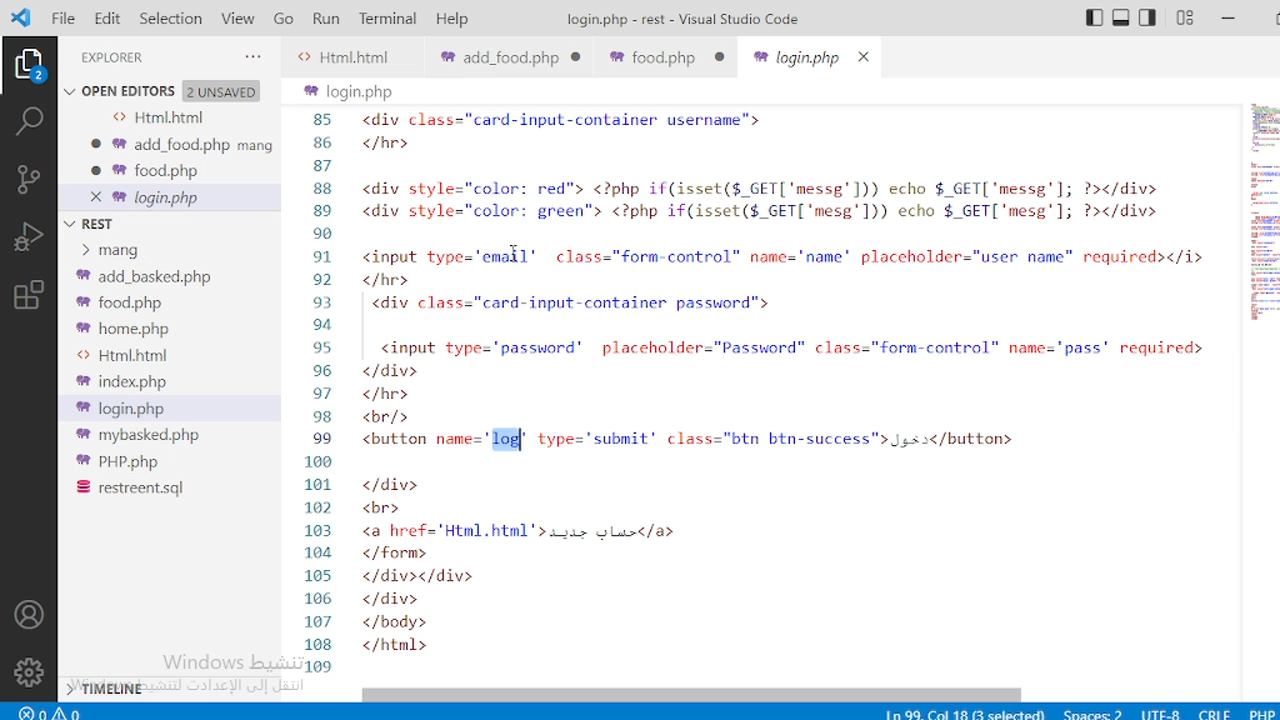 File Edit Selection View Go Run Terminal Help login.php - rest - Visual Studio Code
EXPLORER ···
Html.html add_food.php food.php login.php
OPEN EDITORS 2 UNSAVED
login.php
Html.html
add_food.php mang
food.php
login.php
REST
mang
add_basked.php
food.php
home.php
Html.html
index.php
login.php
mybasked.php
PHP.php
restreent.sql
TIMELINE
2
85 <div class="card-input-container username">
86 </hr>
87
88 <div style="color: red"> <?php if(isset($_GET['messg'])) echo $_GET['messg']; ?></div>
89 <div style="color: green"> <?php if(isset($_GET['mesg'])) echo $_GET['mesg']; ?></div>
90
91 <input type='email' class="form-control" name='name' placeholder="user name" required></i>
92 </hr>
93 <div class="card-input-container password">
94
95 <input type='password' placeholder="Password" class="form-control" name='pass' required>
96 </div>
97 </hr>
98 <br/>
99 <button name='log' type='submit' class="btn btn-success">دخول</button>
100
101 </div>
102 <br>
103 <a href='Html.html'>حساب جديد</a>
104 </form>
105 </div></div>
106 </div>
107 </body>
108 </html>
109
تنشيط Windows
انتقل إلى الإعدادت لتنشيط Windows
0 0 Ln 99, Col 18 (3 selected) Spaces: 2 UTF-8 CRLF PHP